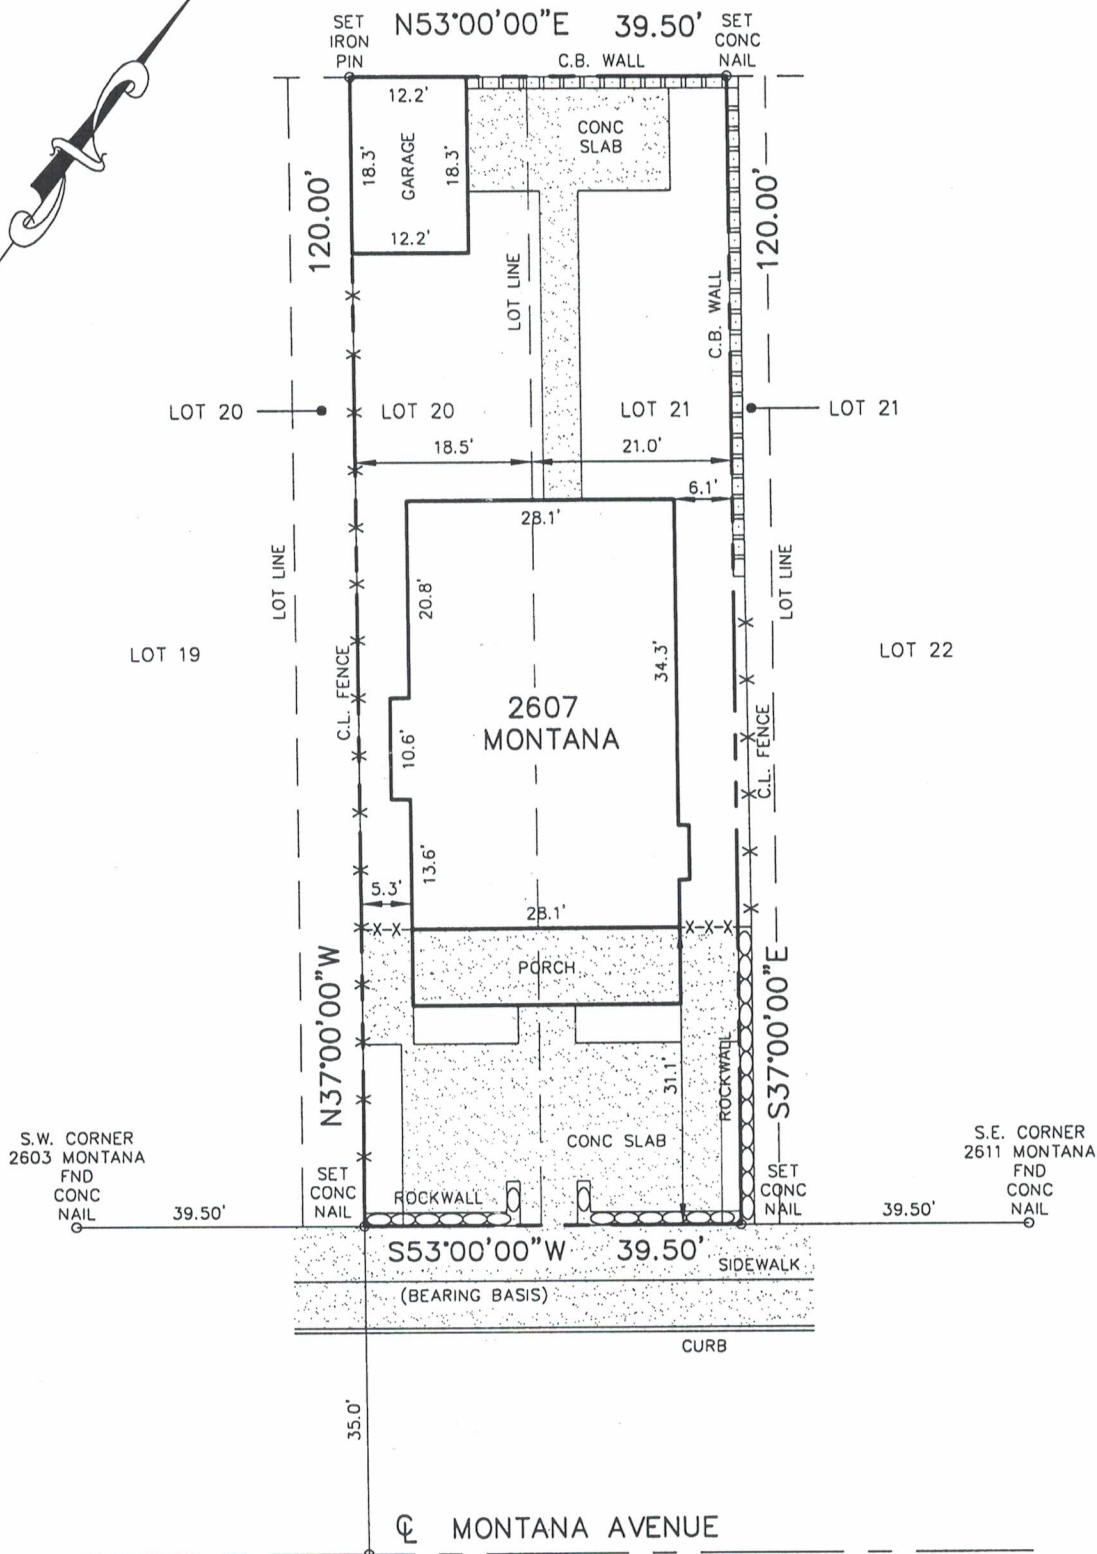 N53°00'00"E 39.50'
SET
IRON
PIN
SET
CONC
NAIL
C.B. WALL
12.2'
18.3'
GARAGE
18.3'
12.2'
CONC
SLAB
120.00'
120.00'
LOT LINE
C.B. WALL
LOT 20
LOT 20
LOT 21
LOT 21
18.5'
21.0'
6.1'
28.1'
LOT LINE
20.8'
LOT LINE
LOT 19
C.L. FENCE
34.3'
LOT 22
2607
MONTANA
10.6'
C.L. FENCE
13.6'
5.3'
28.1'
PORCH
N37°00'00"W
S37°00'00"E
31.1'
ROCKWALL
CONC SLAB
S.W. CORNER
2603 MONTANA
FND
CONC
NAIL
S.E. CORNER
2611 MONTANA
FND
CONC
NAIL
SET
CONC
NAIL
ROCKWALL
SET
CONC
NAIL
39.50'
39.50'
S53°00'00"W 39.50'
SIDEWALK
(BEARING BASIS)
CURB
35.0'
℄ MONTANA AVENUE